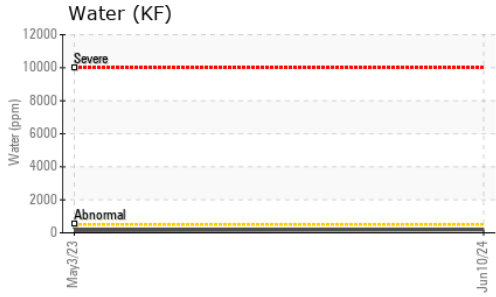 Water (KF)
12000
Severe
10000
8000
Water (ppm)
6000
4000
2000
Abnormal
0
May3/23
Jun10/24